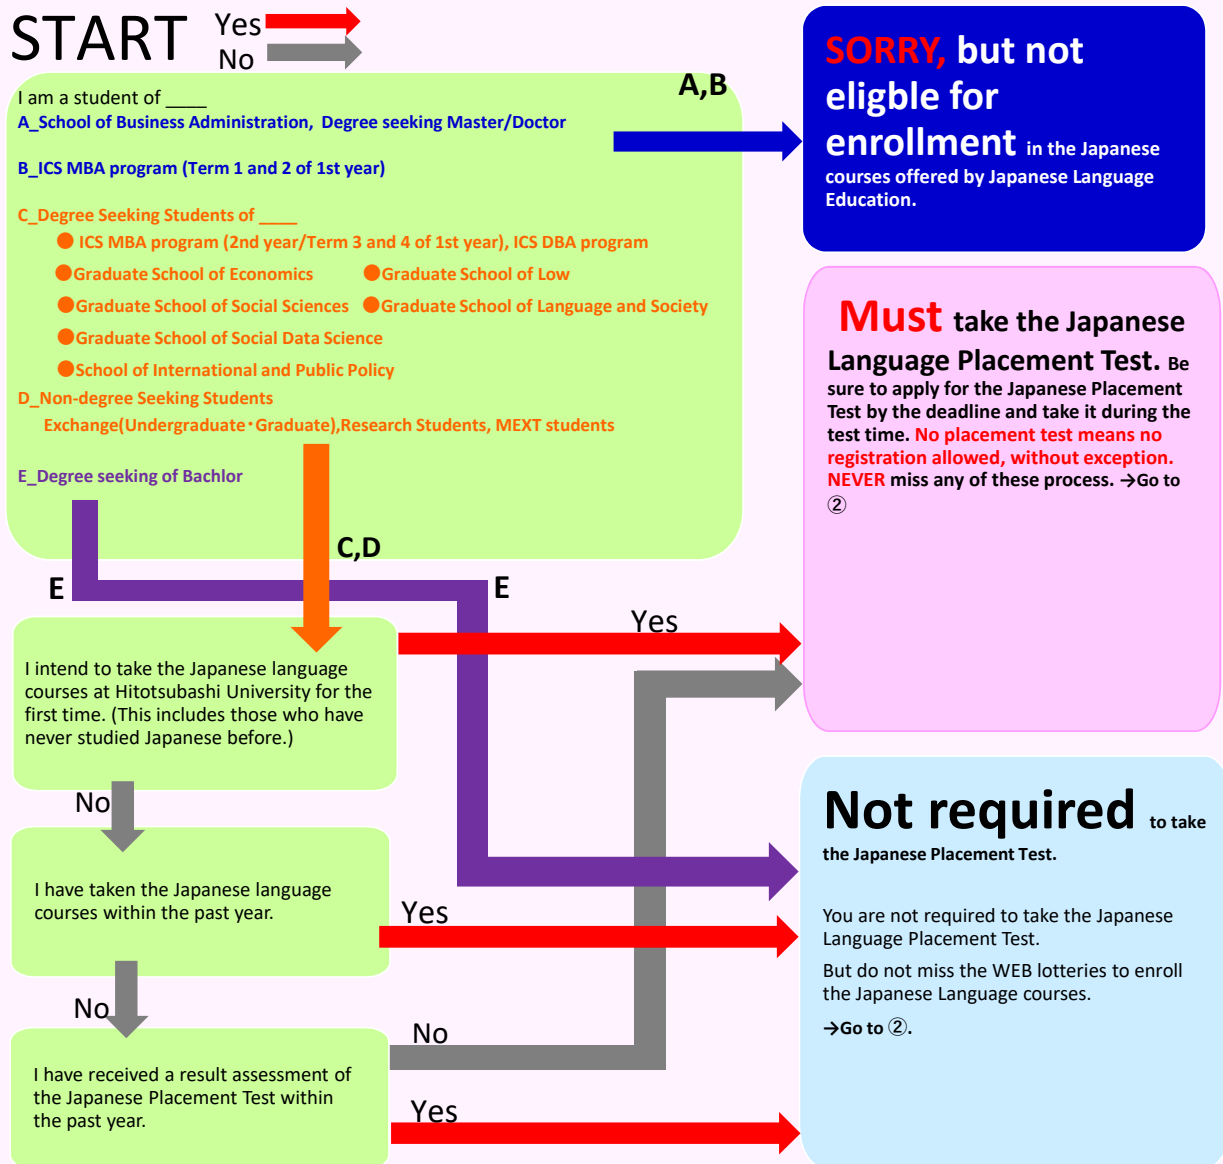 START
Yes
No
A,B
I am a student of ____
A_School of Business Administration, Degree seeking Master/Doctor
B_ICS MBA program (Term 1 and 2 of 1st year)
C_Degree Seeking Students of ____
●ICS MBA program (2nd year/Term 3 and 4 of 1st year), ICS DBA program
●Graduate School of Economics ●Graduate School of Low
●Graduate School of Social Sciences ●Graduate School of Language and Society
●Graduate School of Social Data Science
●School of International and Public Policy
D_Non-degree Seeking Students
Exchange(Undergraduate・Graduate),Research Students, MEXT students
E_Degree seeking of Bachlor
C,D
E
E
SORRY, but not
eligble for
enrollment in the Japanese
courses offered by Japanese Language
Education.
Must take the Japanese
Language Placement Test. Be
sure to apply for the Japanese Placement
Test by the deadline and take it during the
test time. No placement test means no
registration allowed, without exception.
NEVER miss any of these process. →Go to
②
Yes
I intend to take the Japanese language
courses at Hitotsubashi University for the
first time. (This includes those who have
never studied Japanese before.)
No
I have taken the Japanese language
courses within the past year.
Yes
No
No
I have received a result assessment of
the Japanese Placement Test within
the past year.
Yes
Not required to take
the Japanese Placement Test.
You are not required to take the Japanese
Language Placement Test.
But do not miss the WEB lotteries to enroll
the Japanese Language courses.
→Go to ②.